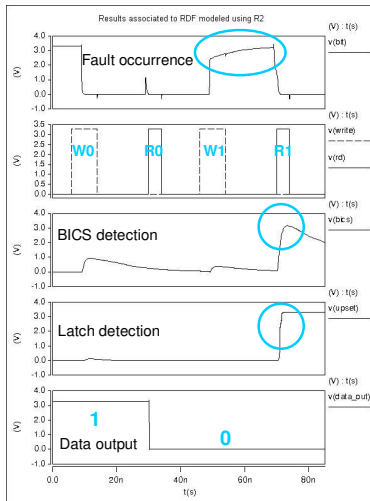 Results associated to RDF modeled using R2
(V) : t(s)
v(bit)
(V)
4.0
3.0
2.0
1.0
0.0
-1.0
Fault occurrence
(V) : t(s)
v(write)
v(rd)
(V)
3.5
3.0
2.5
2.0
1.5
1.0
0.5
0.0
W0
R0
W1
R1
(V) : t(s)
v(bics)
(V)
4.0
3.0
2.0
1.0
0.0
-1.0
BICS detection
(V) : t(s)
v(upset)
(V)
4.0
3.0
2.0
1.0
0.0
-1.0
Latch detection
(V) : t(s)
v(data_out)
(V)
4.0
3.0
2.0
1.0
0.0
-1.0
1
0
Data output
0.0
20n
40n
60n
80n
t(s)